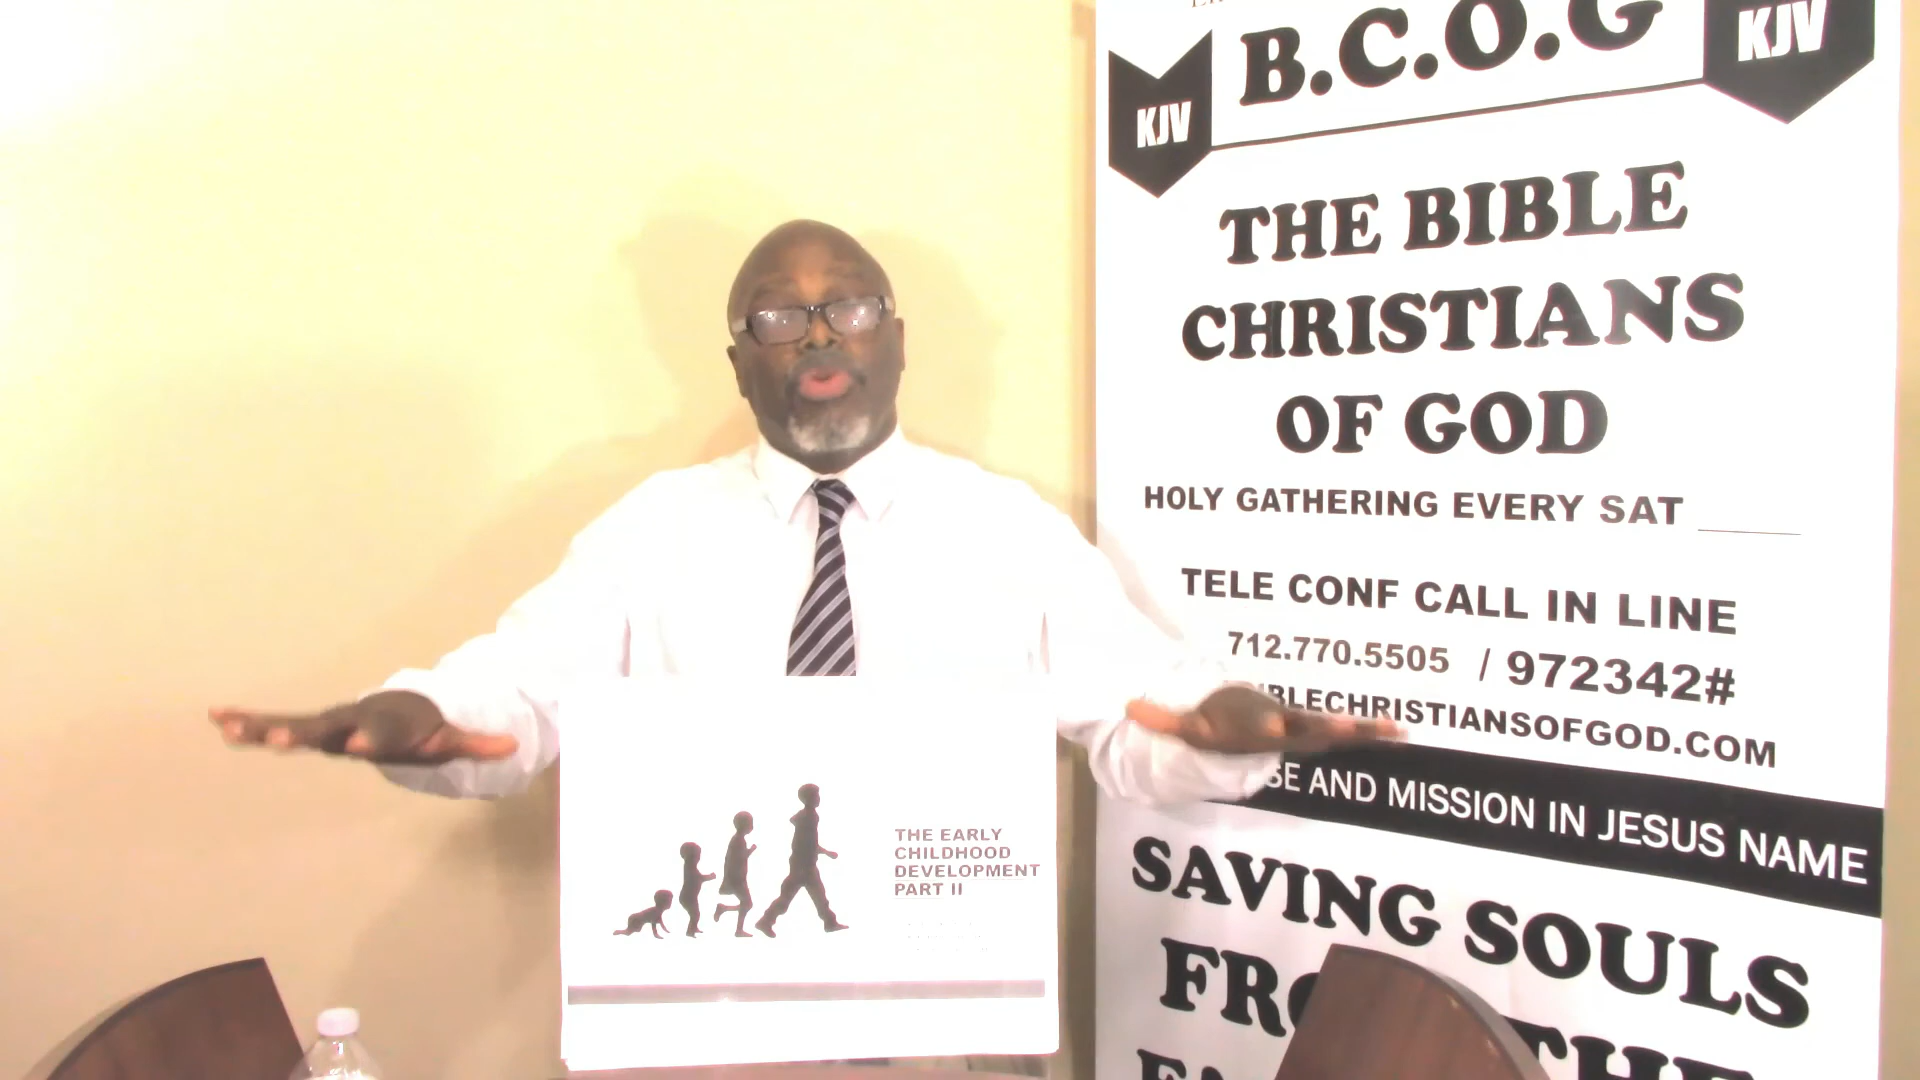 B.C.O.G
KJV
KJV
THE BIBLE
CHRISTIANS
OF GOD
HOLY GATHERING EVERY SAT
TELE CONF CALL IN LINE
712.770.5505 / 972342#
BLECHRISTIANSOFGOD.COM
SE AND MISSION IN JESUS NAME
SAVING SOULS
THE EARLY
CHILDHOOD
DEVELOPMENT
PART II